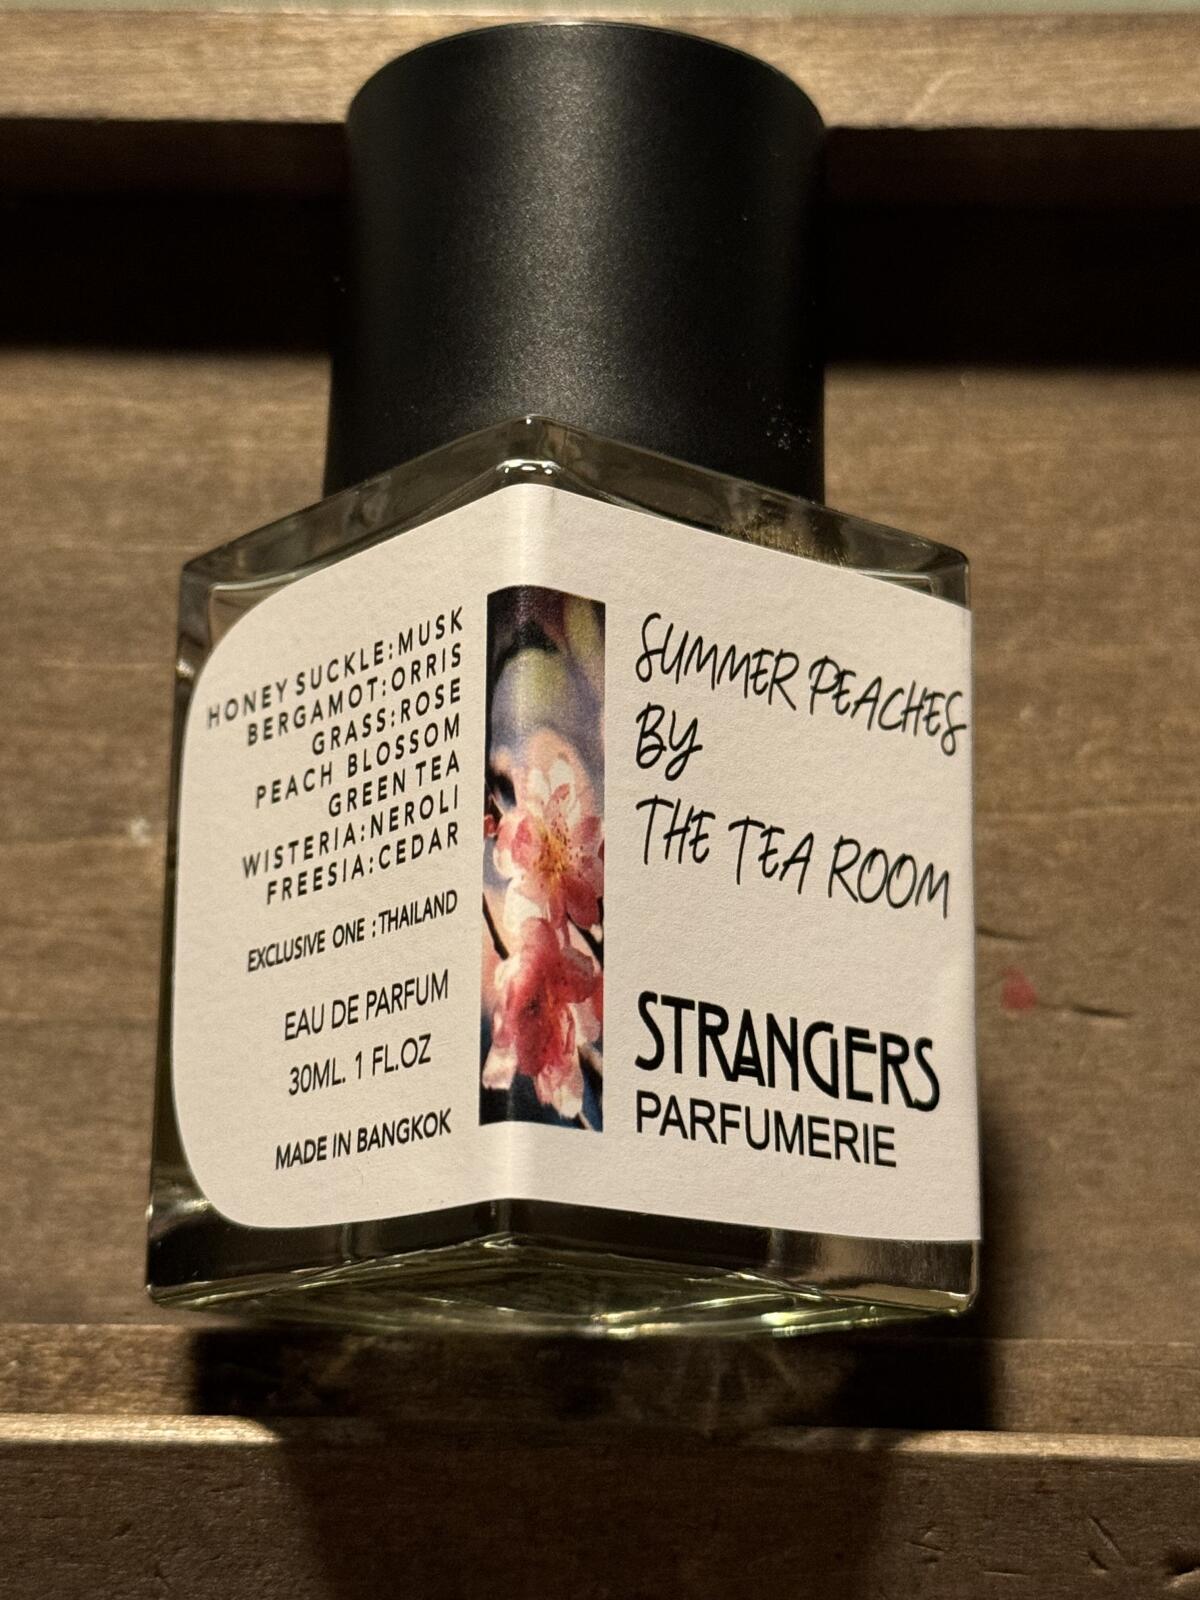 HONEY SUCKLE:MUSK
BERGAMOT:ORRIS
GRASS:ROSE
PEACH BLOSSOM
GREEN TEA
WISTERIA:NEROLI
FREESIA:CEDAR
EXCLUSIVE ONE :THAILAND
EAU DE PARFUM
30ML. 1 FL.OZ
MADE IN BANGKOK
SUMMER PEACHES
BY
THE TEA ROOM
STRANGERS
PARFUMERIE